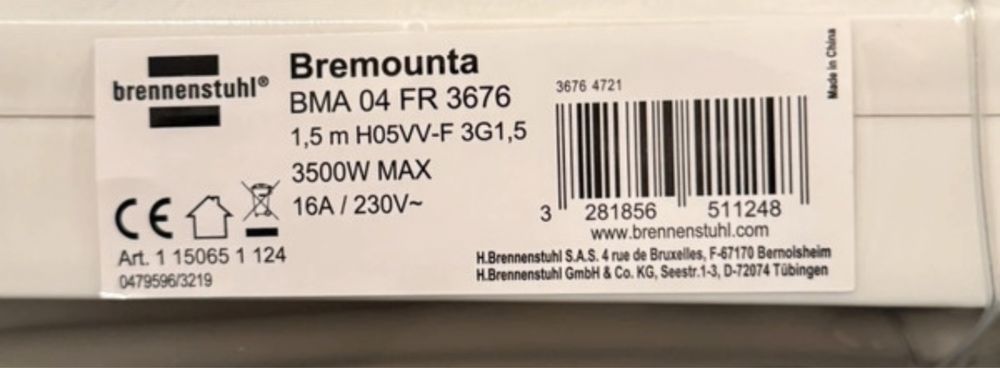 brennenstuhl®
Bremounta
BMA 04 FR 3676
1,5 m H05VV-F 3G1,5
3500W MAX
16A / 230V~
CE
Art. 1 15065 1 124
0479596/3219
3676 4721
Made in China
3 281856 511248
www.brennenstuhl.com
H.Brennenstuhl S.A.S. 4 rue de Bruxelles, F-67170 Bernolsheim
H.Brennenstuhl GmbH & Co. KG, Seestr.1-3, D-72074 Tübingen